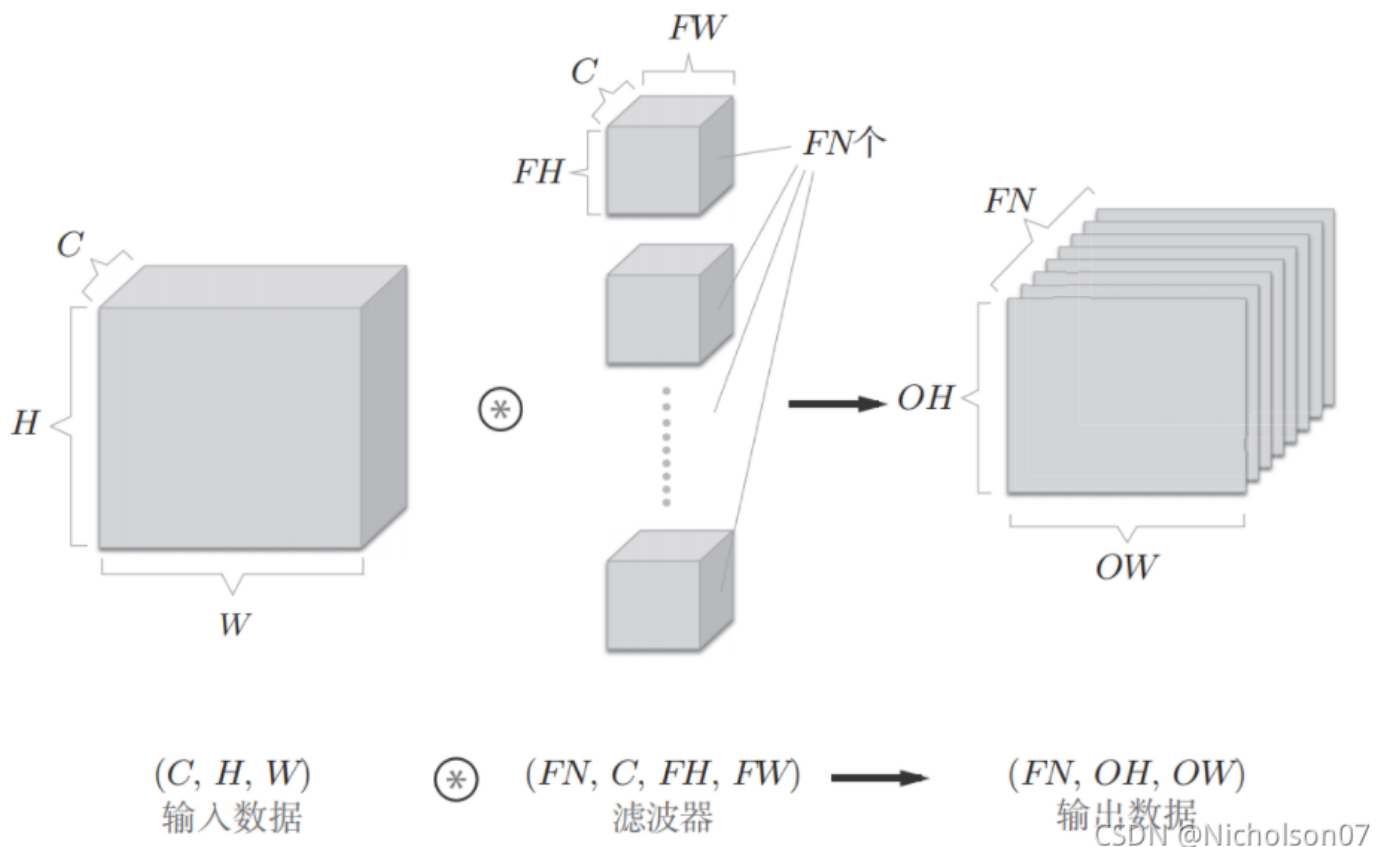 FW
C
FN个
FH
FN
C
H
OH
OW
W
(C, H, W) ⊛ (FN, C, FH, FW) → (FN, OH, OW)
输入数据 滤波器 输出数据
CSDN @Nicholson07